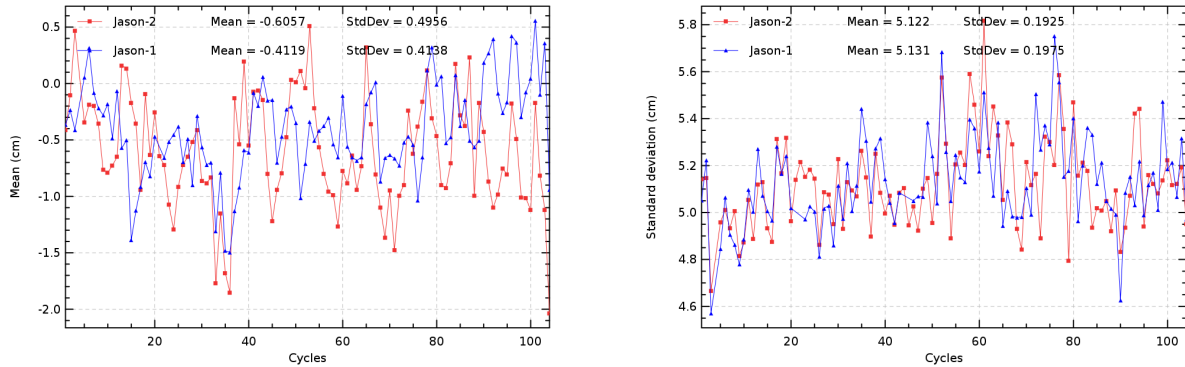 Jason-2 Mean = -0.6057 StdDev = 0.4956
Jason-1 Mean = -0.4119 StdDev = 0.4138
0.5
0.0
-0.5
-1.0
-1.5
-2.0
Mean (cm)
20 40 60 80 100
Cycles
Jason-2 Mean = 5.122 StdDev = 0.1925
Jason-1 Mean = 5.131 StdDev = 0.1975
5.8
5.6
5.4
5.2
5.0
4.8
4.6
Standard deviation (cm)
20 40 60 80 100
Cycles